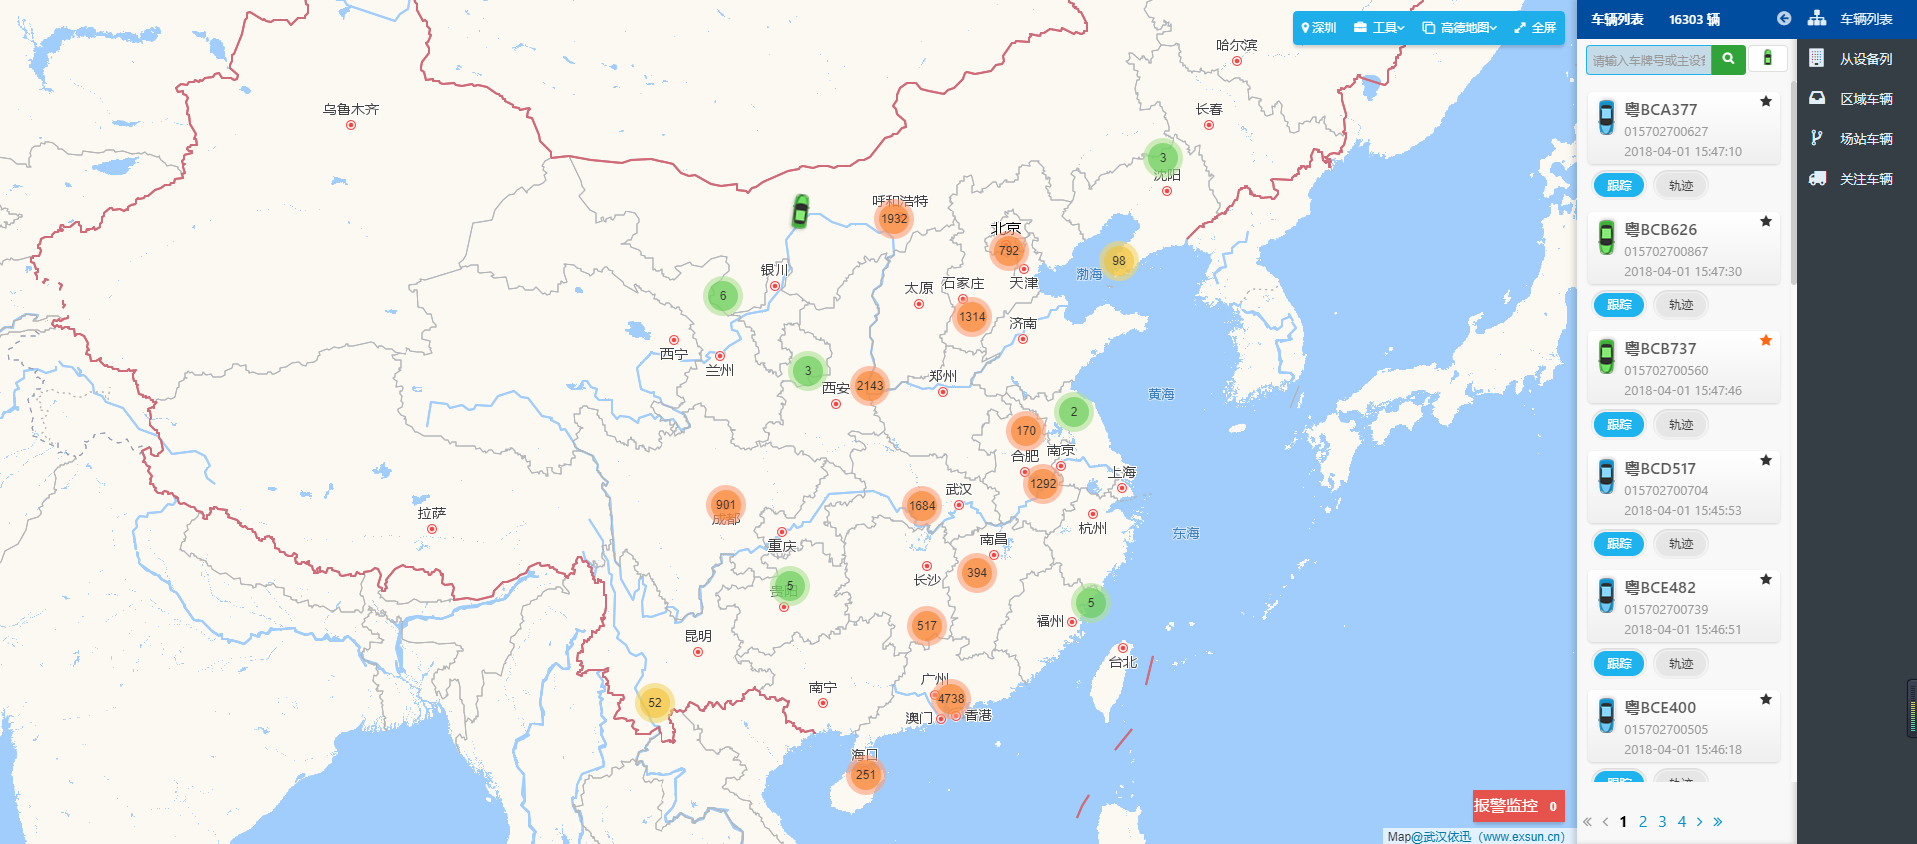 深圳 工具 高德地图 全屏
哈尔滨
乌鲁木齐
长春
3
沈阳
呼和浩特
1932
北京
792
98
渤海
天津
银川
6
太原
石家庄
1314
济南
西宁
兰州
3
西安
2143
郑州
黄海
2
170
合肥
南京
上海
1292
901
成都
武汉
1684
拉萨
杭州
东海
重庆
南昌
长沙
394
5
贵阳
5
福州
517
昆明
台北
广州
52
南宁
4738
澳门
香港
海口
251
报警监控 0
Map@武汉依迅（www.exsun.cn）
车辆列表 16303 辆
请输入车牌号或主设备
粤BCA377
015702700627
2018-04-01 15:47:10
跟踪 轨迹
粤BCB626
015702700867
2018-04-01 15:47:30
跟踪 轨迹
粤BCB737
015702700560
2018-04-01 15:47:46
跟踪 轨迹
粤BCD517
015702700704
2018-04-01 15:45:53
跟踪 轨迹
粤BCE482
015702700739
2018-04-01 15:46:51
跟踪 轨迹
粤BCE400
015702700505
2018-04-01 15:46:18
跟踪 轨迹
« ‹ 1 2 3 4 › »
车辆列表
从设备列
区域车辆
场站车辆
关注车辆